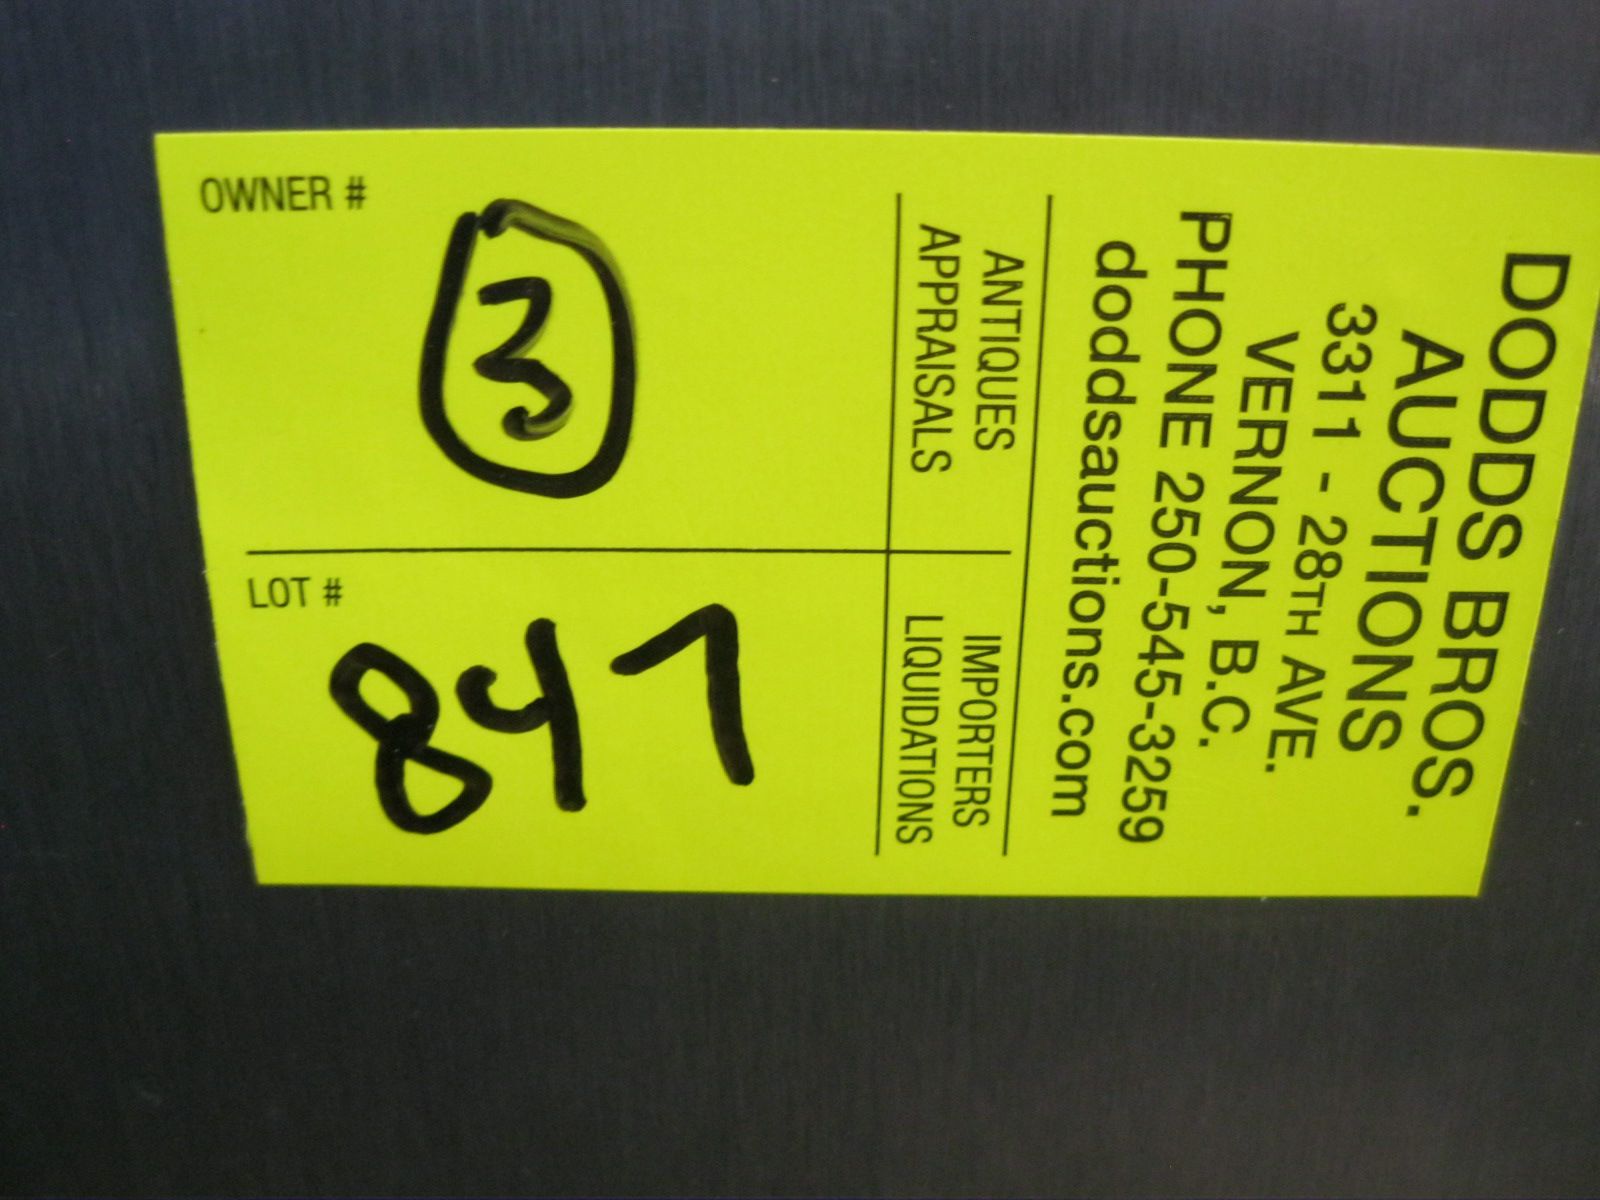 DODDS BROS.
AUCTIONS
3311 - 28TH AVE.
VERNON, B.C.
PHONE 250-545-3259
doddsauctions.com
ANTIQUES
APPRAISALS
IMPORTERS
LIQUIDATIONS
OWNER #
3
LOT #
847